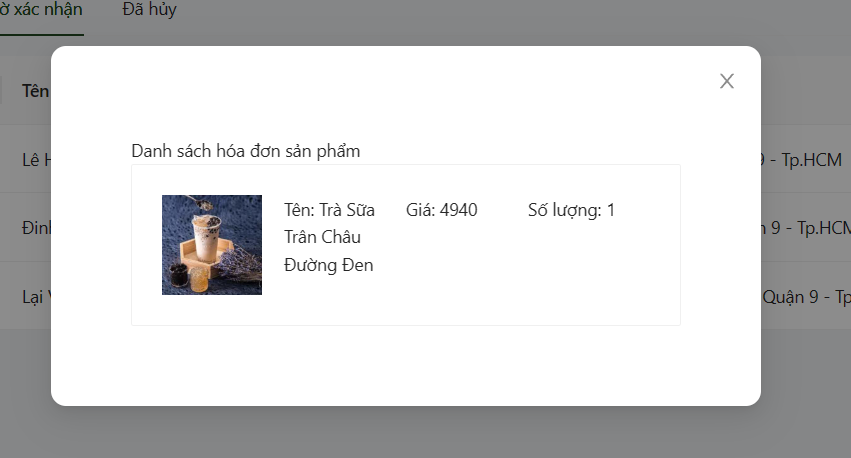 xác nhận Đã hủy
Tên
Danh sách hóa đơn sản phẩm
Lê 9 - Tp.HCM
Tên: Trà Sữa Giá: 4940 Số lượng: 1
Trân Châu
Đường Đen
9 - Tp.HCM
Lại Quận 9 - Tp